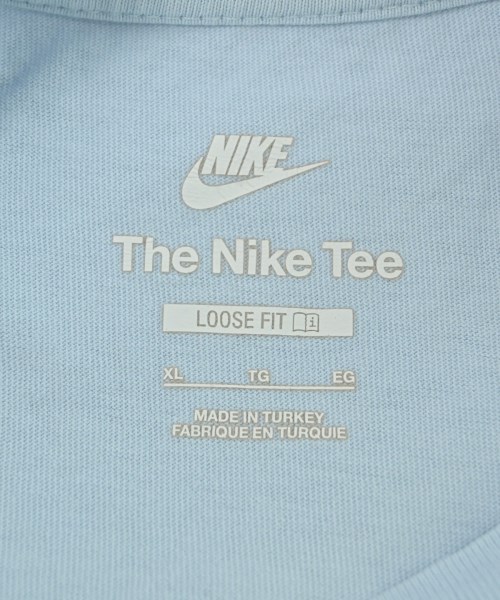 NIKE
The Nike Tee
LOOSE FIT
XL TG EG
MADE IN TURKEY
FABRIQUE EN TURQUIE